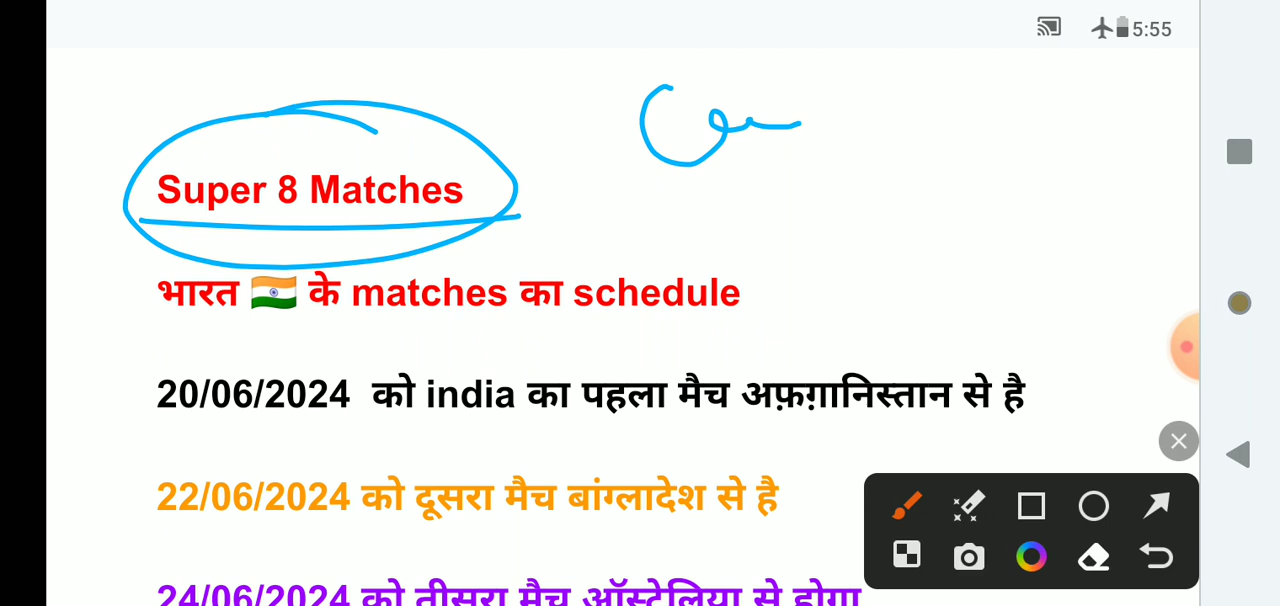 5:55
Super 8 Matches
भारत 🇮🇳 के matches का schedule
20/06/2024 को india का पहला मैच अफ़ग़ानिस्तान से है
22/06/2024 को दूसरा मैच बांग्लादेश से है
24/06/2024 को तीसरा मैच ऑस्टेलिया से होगा